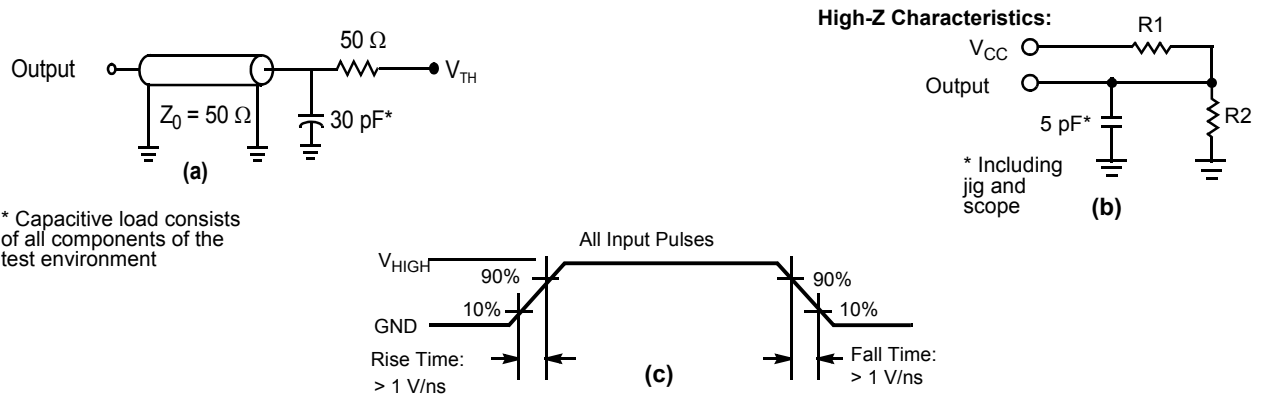 Output
50 Ω
V_TH
Z_0 = 50 Ω
30 pF*
(a)
* Capacitive load consists
of all components of the
test environment
High-Z Characteristics:
R1
V_CC
Output
R2
5 pF*
* Including
jig and
scope
(b)
All Input Pulses
V_HIGH
90%
90%
10%
10%
GND
Rise Time:
> 1 V/ns
(c)
Fall Time:
> 1 V/ns